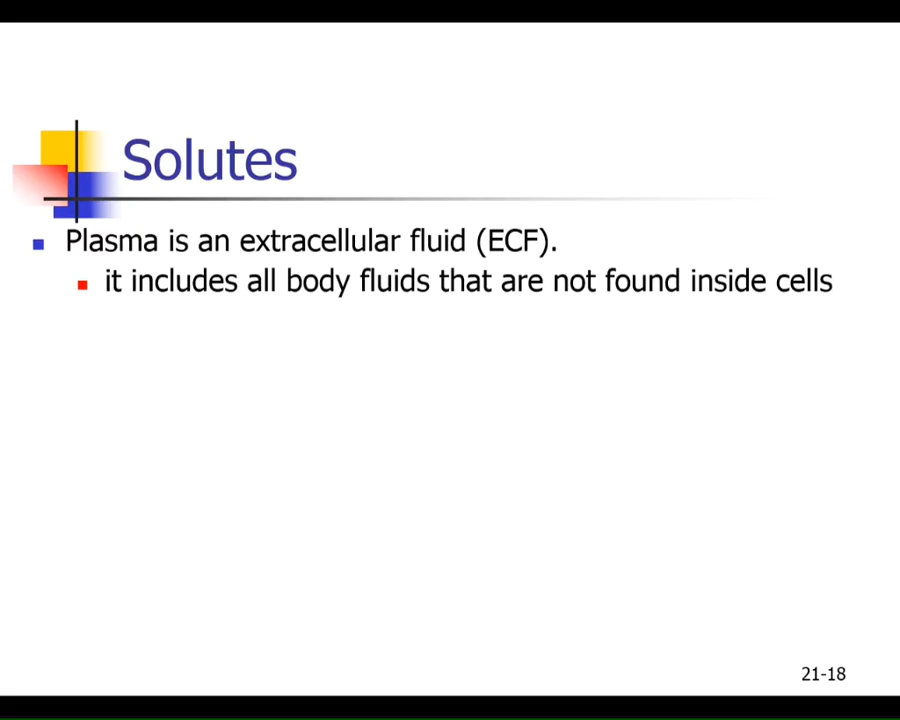 Solutes
Plasma is an extracellular fluid (ECF).
it includes all body fluids that are not found inside cells
21-18